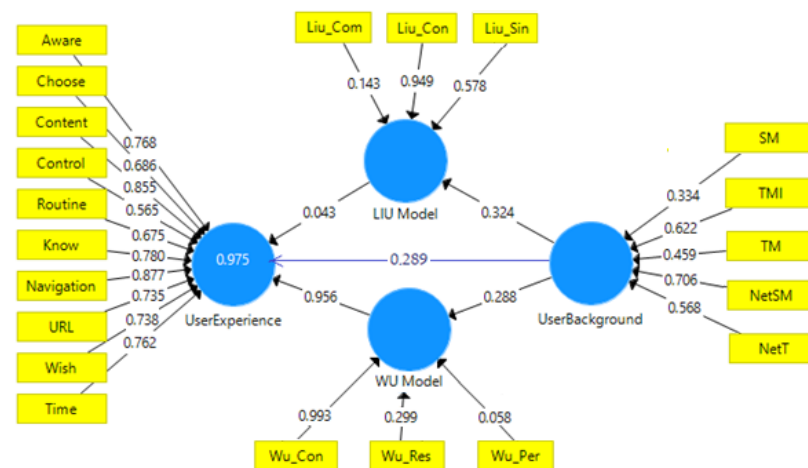 Aware
Choose
Content
Control
Routine
Know
Navigation
URL
Wish
Time
0.768
0.686
0.855
0.565
0.675
0.780
0.877
0.735
0.738
0.762
0.975
UserExperience
Liu_Com
Liu_Con
Liu_Sin
0.143
0.949
0.578
LIU Model
0.043
0.324
0.289
0.956
0.288
WU Model
0.993
0.299
0.058
Wu_Con
Wu_Res
Wu_Per
UserBackground
0.334
0.622
0.459
0.706
0.568
SM
TMI
TM
NetSM
NetT